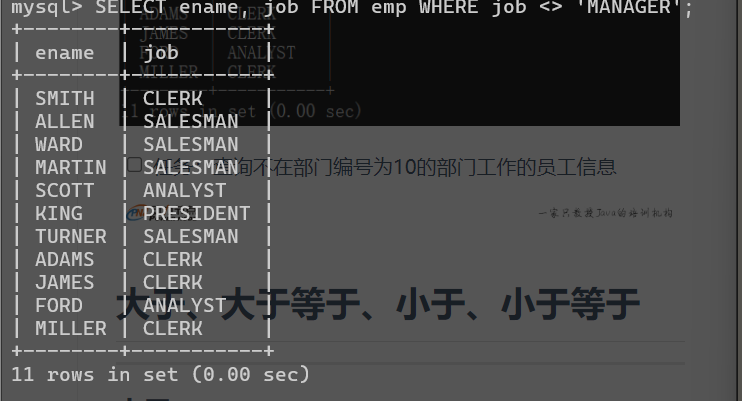 mysql> SELECT ename, job FROM emp WHERE job <> 'MANAGER';
+--------+-----------+
| ename  | job       |
+--------+-----------+
| SMITH  | CLERK     |
| ALLEN  | SALESMAN  |
| WARD   | SALESMAN  |
| MARTIN | SALESMAN  |
| SCOTT  | ANALYST   |
| KING   | PRESIDENT |
| TURNER | SALESMAN  |
| ADAMS  | CLERK     |
| JAMES  | CLERK     |
| FORD   | ANALYST   |
| MILLER | CLERK     |
+--------+-----------+
11 rows in set (0.00 sec)
ADAMS CLERK
JAMES CLERK
FORD ANALYST
MILLER CLERK
11 rows in set (0.00 sec)
查询不在部门编号为10的部门工作的员工信息
一家只教授Java的培训机构
大于、大于等于、小于、小于等于